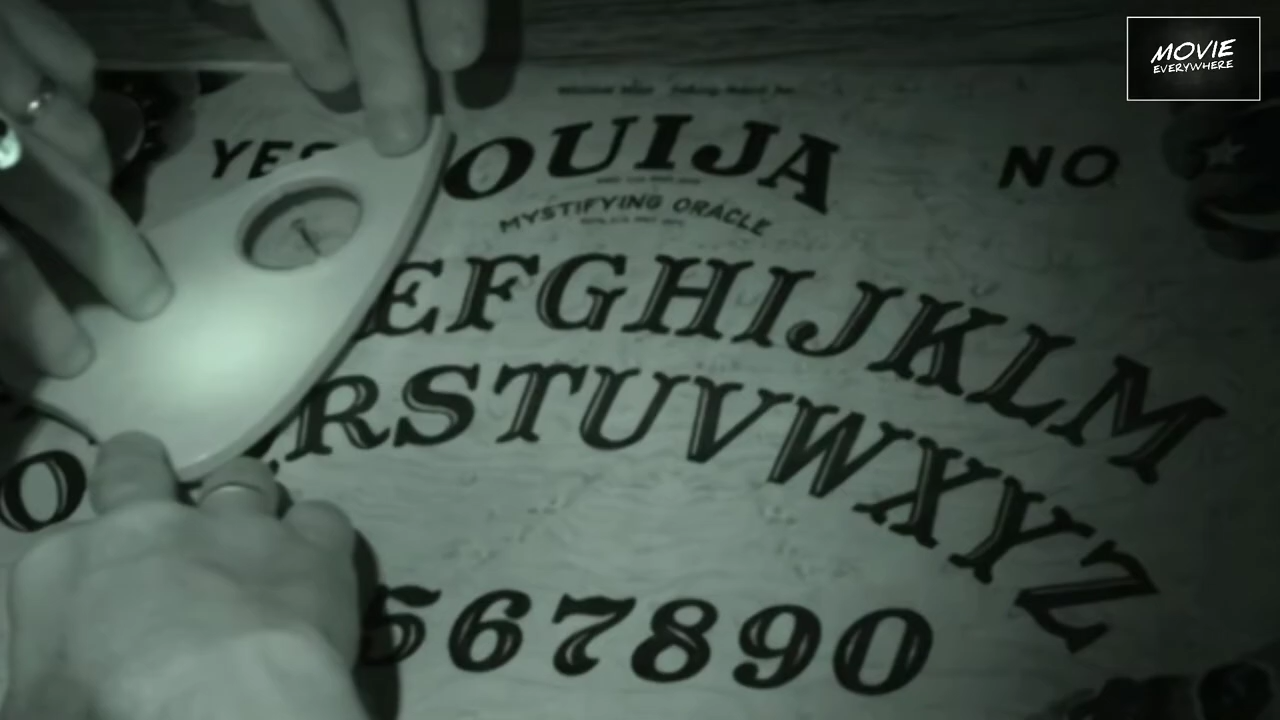 MOVIE
EVERYWHERE
YES
OUIJA
NO
MYSTIFYING ORACLE
EFGHIJKLM
O RSTUVWXYZ
567890